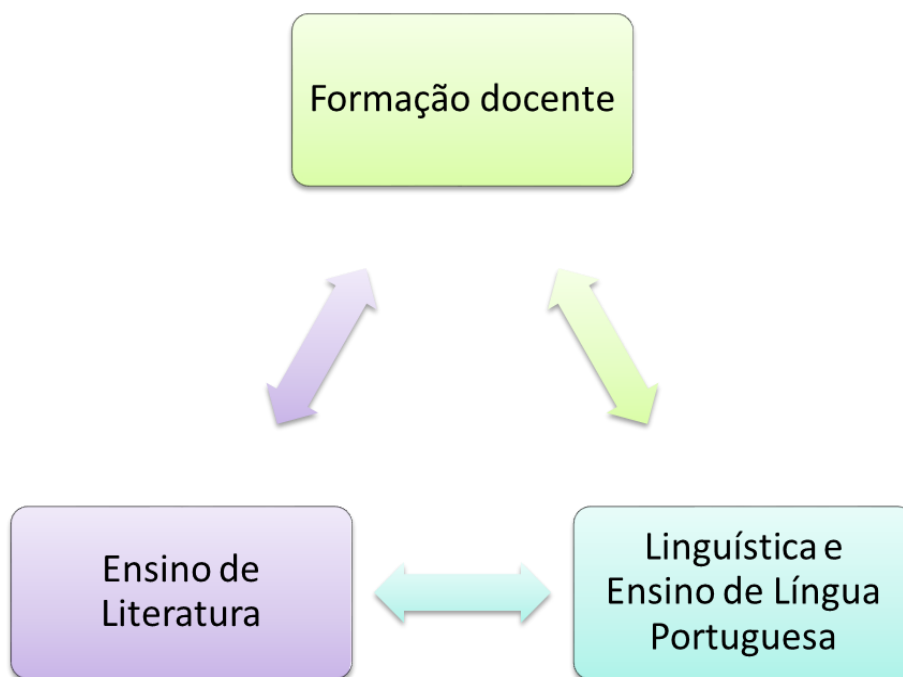 Formação docente
Ensino de
Literatura
Linguística e
Ensino de Língua
Portuguesa